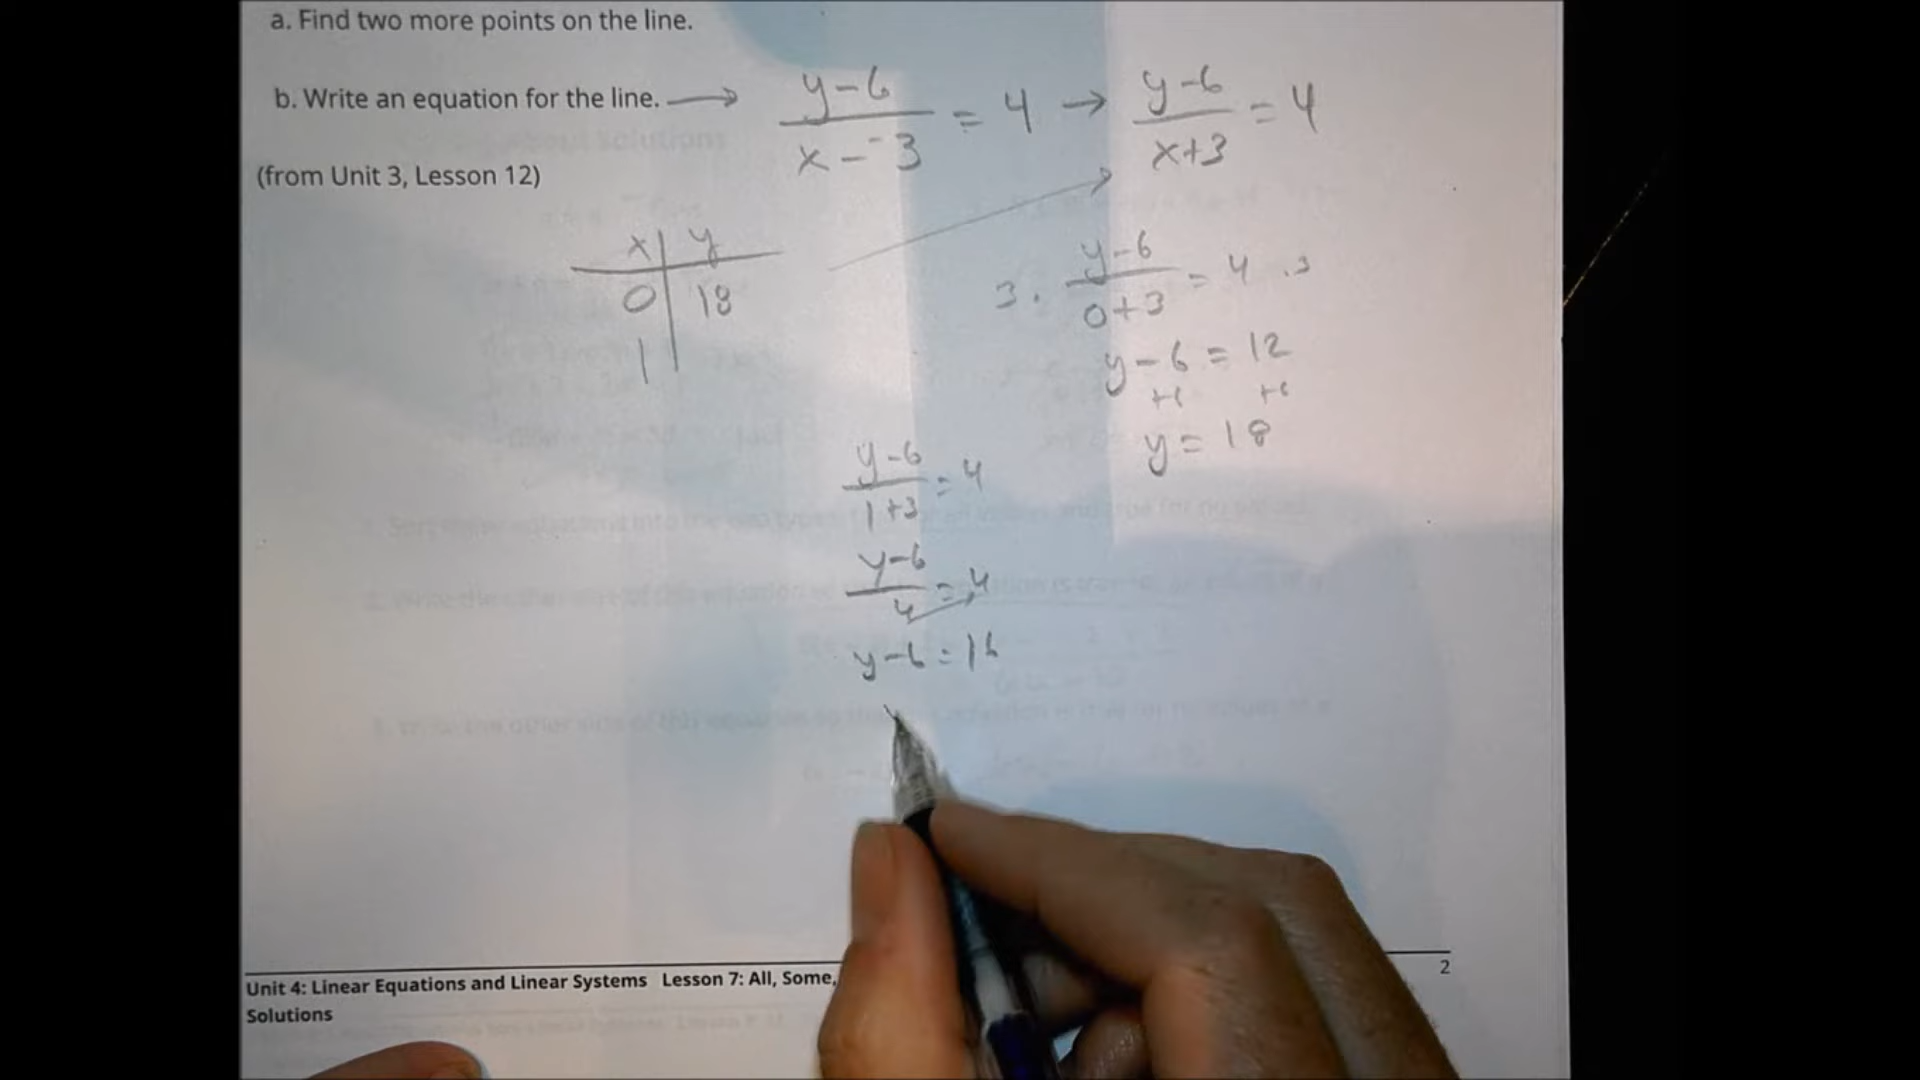 a. Find two more points on the line.
b. Write an equation for the line. → (y-6)/(x-⁻3) = 4 → (y-6)/(x+3) = 4
(from Unit 3, Lesson 12)
x | y
0 | 18
1 |
3 · (y-6)/(0+3) = 4 · 3
y-6 = 12
+6 +6
y = 18
(y-6)/(1+3) = 4
(y-6)/4 = 4
y-6 = 16
Unit 4: Linear Equations and Linear Systems Lesson 7: All, Some,
Solutions
2